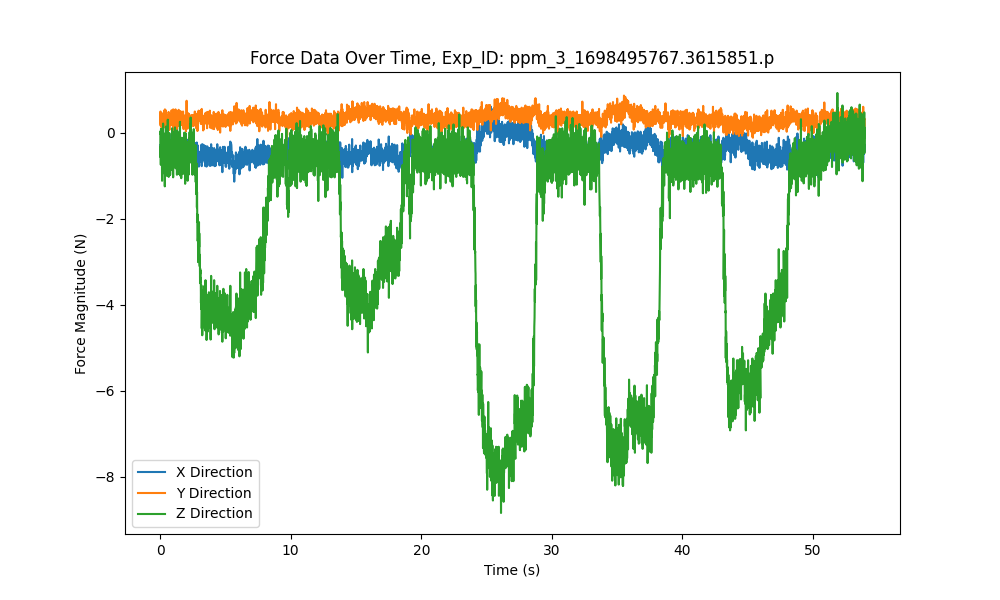 Force Data Over Time, Exp_ID: ppm_3_1698495767.3615851.p
Force Magnitude (N)
0
−2
−4
−6
−8
X Direction
Y Direction
Z Direction
0 10 20 30 40 50
Time (s)